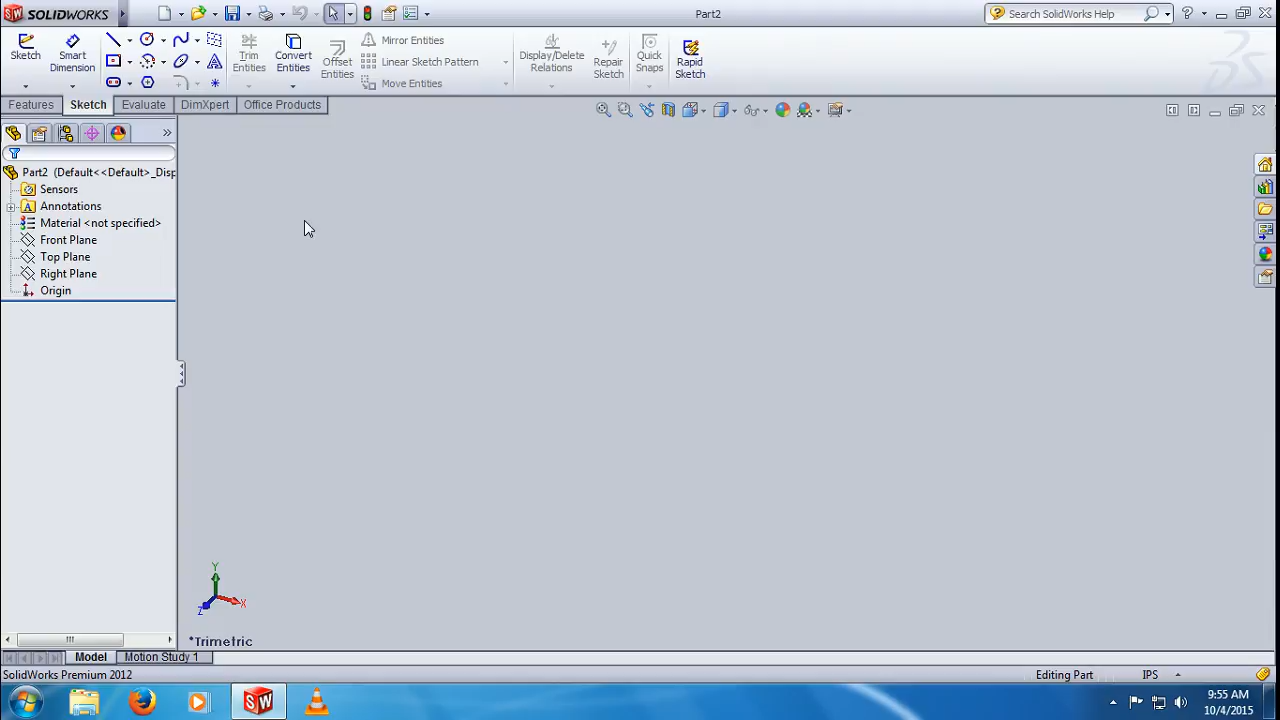 SOLIDWORKS
Part2
Search SolidWorks Help
Sketch
Smart Dimension
Trim Entities
Convert Entities
Offset Entities
Mirror Entities
Linear Sketch Pattern
Move Entities
Display/Delete Relations
Repair Sketch
Quick Snaps
Rapid Sketch
Features
Sketch
Evaluate
DimXpert
Office Products
Part2 (Default<<Default>_Disp
Sensors
Annotations
Material <not specified>
Front Plane
Top Plane
Right Plane
Origin
Y
X
Z
*Trimetric
Model
Motion Study 1
SolidWorks Premium 2012
Editing Part
IPS
9:55 AM
10/4/2015